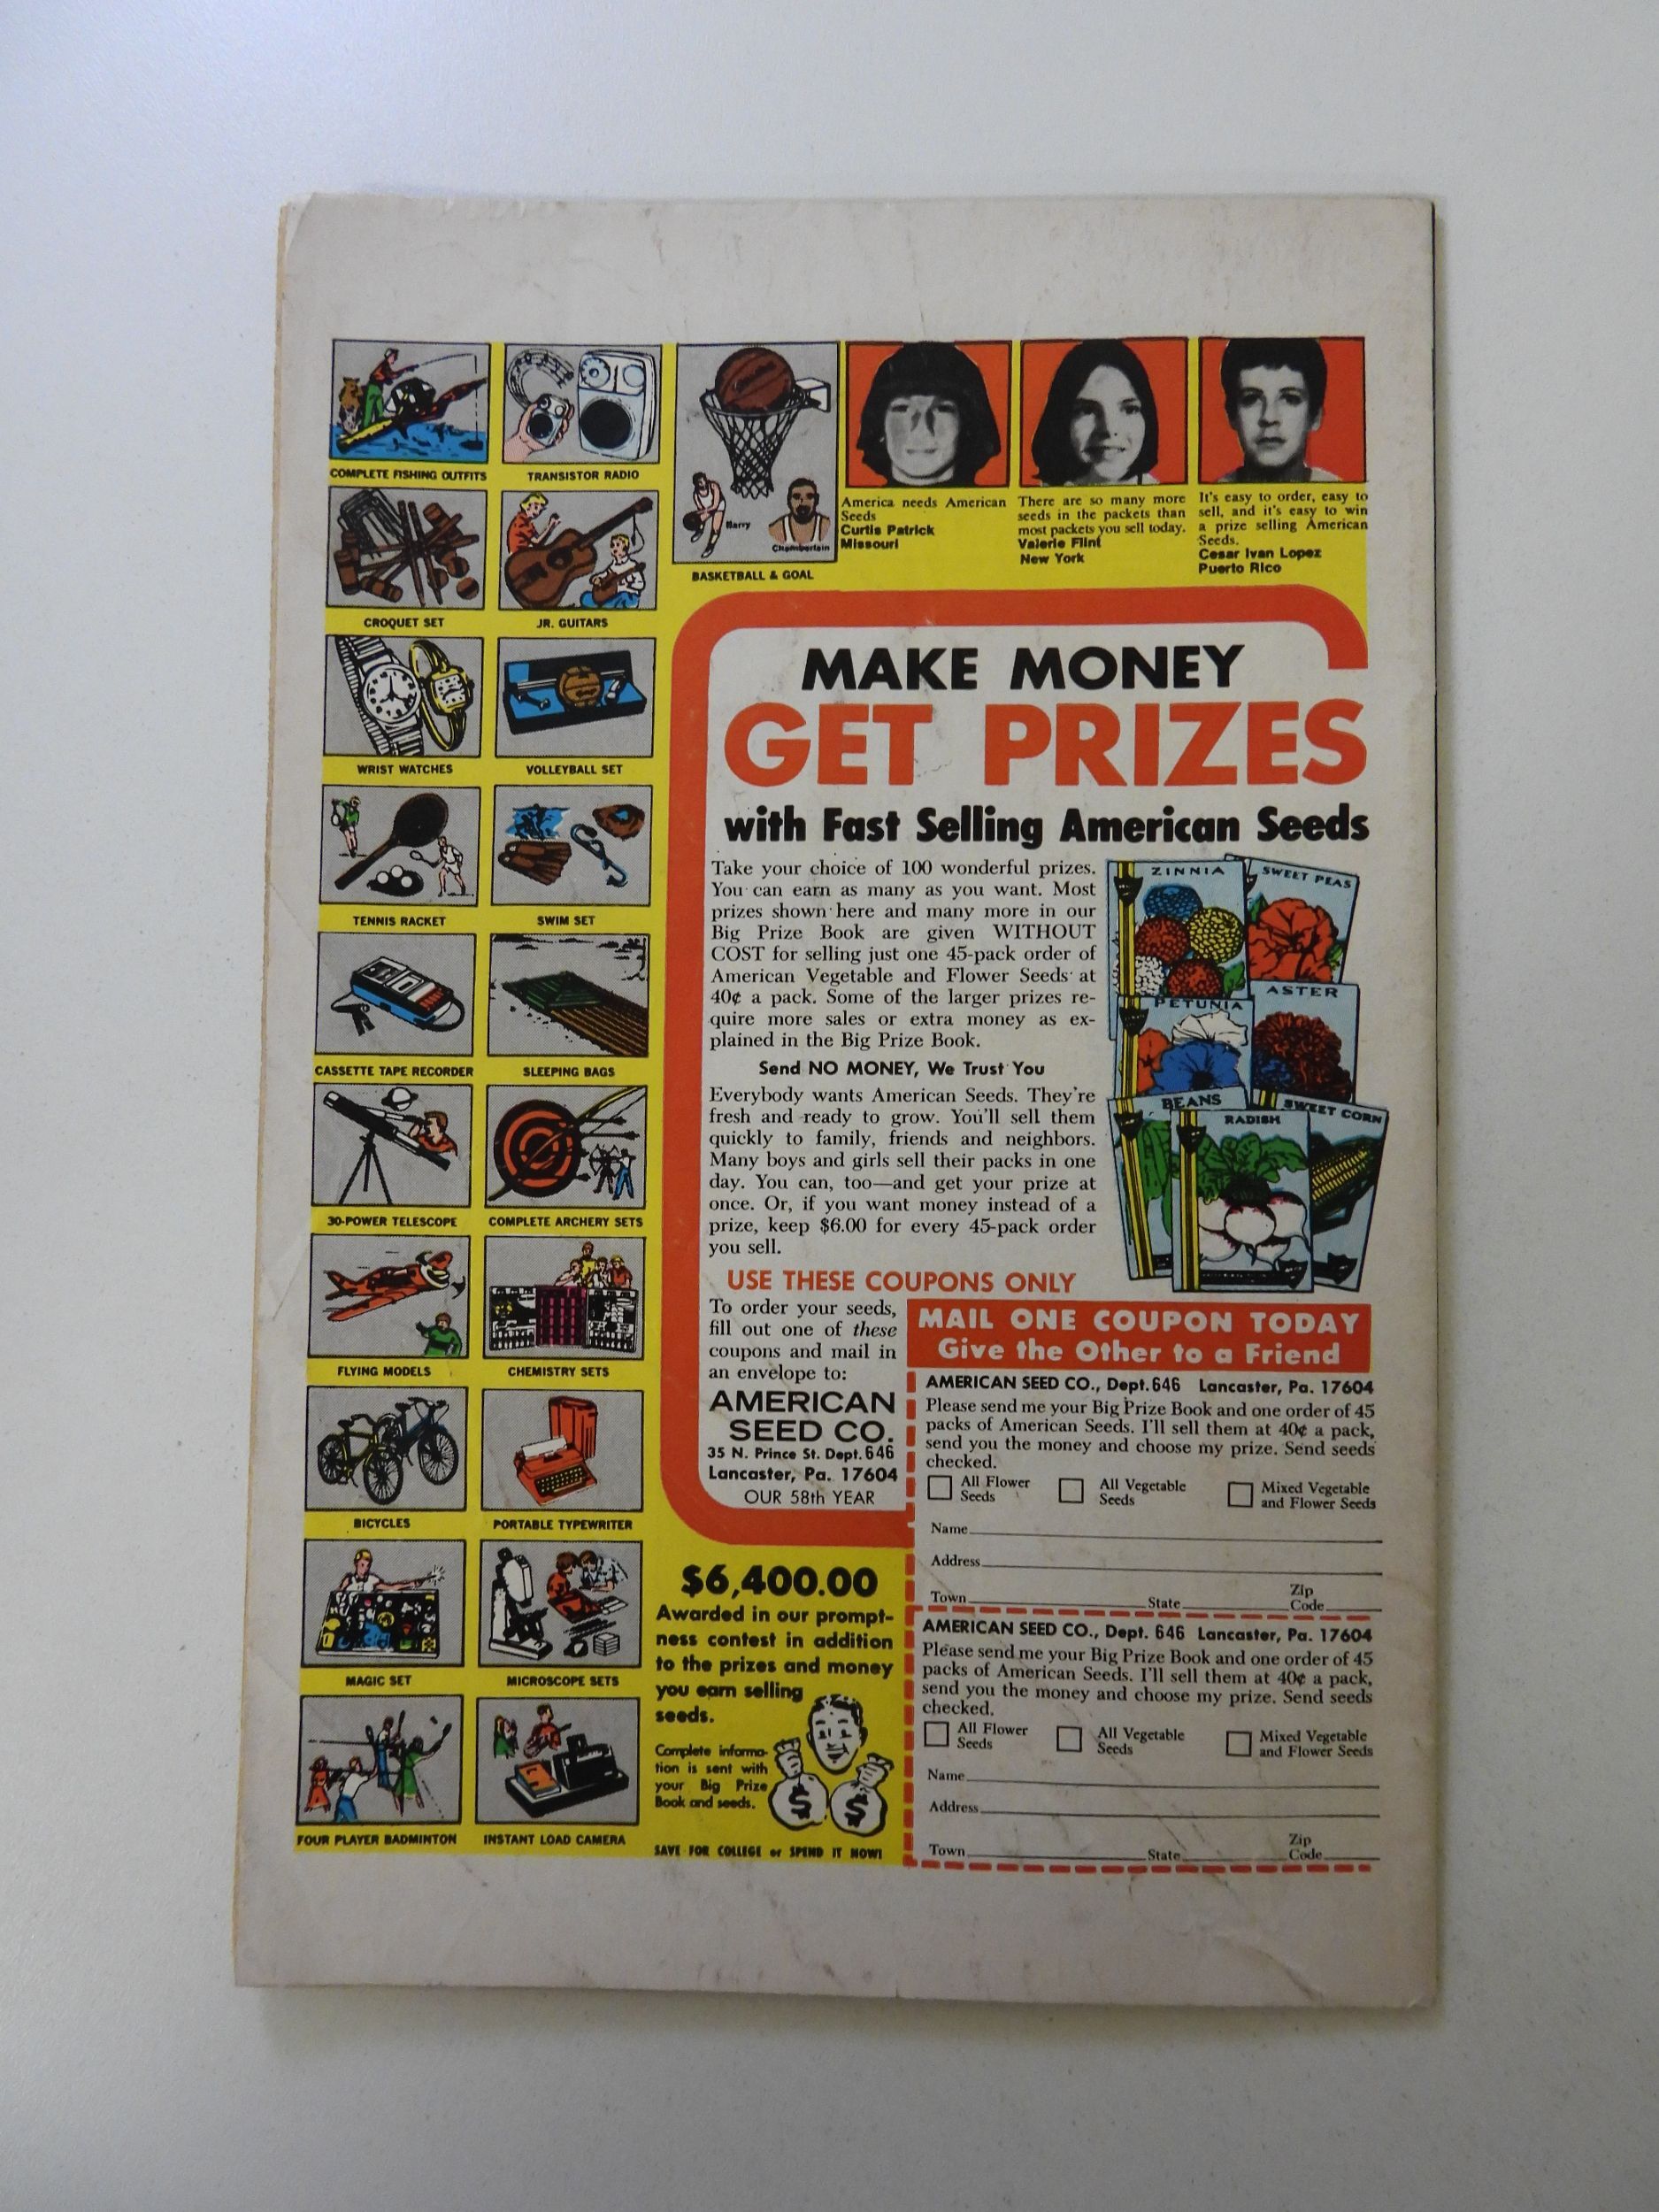 COMPLETE FISHING OUTFITS
TRANSISTOR RADIO
CROQUET SET
JR. GUITARS
WRIST WATCHES
VOLLEYBALL SET
TENNIS RACKET
SWIM SET
CASSETTE TAPE RECORDER
SLEEPING BAGS
30-POWER TELESCOPE
COMPLETE ARCHERY SETS
FLYING MODELS
CHEMISTRY SETS
BICYCLES
PORTABLE TYPEWRITER
MAGIC SET
MICROSCOPE SETS
FOUR PLAYER BADMINTON
INSTANT LOAD CAMERA
Barry
Chamberlain
BASKETBALL & GOAL
America needs American
Seeds
Curtis Patrick
Missouri
There are so many more
seeds in the packets than
most packets you sell today.
Valerie Flint
New York
It's easy to order, easy to
sell, and it's easy to win
a prize selling American
Seeds.
Cesar Ivan Lopez
Puerto Rico
MAKE MONEY
GET PRIZES
with Fast Selling American Seeds
Take your choice of 100 wonderful prizes.
You can earn as many as you want. Most
prizes shown here and many more in our
Big Prize Book are given WITHOUT
COST for selling just one 45-pack order of
American Vegetable and Flower Seeds at
40¢ a pack. Some of the larger prizes re-
quire more sales or extra money as ex-
plained in the Big Prize Book.
Send NO MONEY, We Trust You
Everybody wants American Seeds. They're
fresh and ready to grow. You'll sell them
quickly to family, friends and neighbors.
Many boys and girls sell their packs in one
day. You can, too—and get your prize at
once. Or, if you want money instead of a
prize, keep $6.00 for every 45-pack order
you sell.
ZINNIA
SWEET PEAS
PETUNIA
ASTER
BEANS
RADISH
SWEET CORN
USE THESE COUPONS ONLY
To order your seeds,
fill out one of these
coupons and mail in
an envelope to:
AMERICAN
SEED CO.
35 N. Prince St. Dept. 646
Lancaster, Pa. 17604
OUR 58th YEAR
MAIL ONE COUPON TODAY
Give the Other to a Friend
AMERICAN SEED CO., Dept. 646 Lancaster, Pa. 17604
Please send me your Big Prize Book and one order of 45
packs of American Seeds. I'll sell them at 40¢ a pack,
send you the money and choose my prize. Send seeds
checked.
All Flower
Seeds
All Vegetable
Seeds
Mixed Vegetable
and Flower Seeds
Name
Address
Town State Zip
Code
AMERICAN SEED CO., Dept. 646 Lancaster, Pa. 17604
Please send me your Big Prize Book and one order of 45
packs of American Seeds. I'll sell them at 40¢ a pack,
send you the money and choose my prize. Send seeds
checked.
All Flower
Seeds
All Vegetable
Seeds
Mixed Vegetable
and Flower Seeds
Name
Address
Town State Zip
Code
$6,400.00
Awarded in our prompt-
ness contest in addition
to the prizes and money
you earn selling
seeds.
Complete informa-
tion is sent with
your Big Prize
Book and seeds.
$ $
SAVE FOR COLLEGE or SPEND IT NOW!